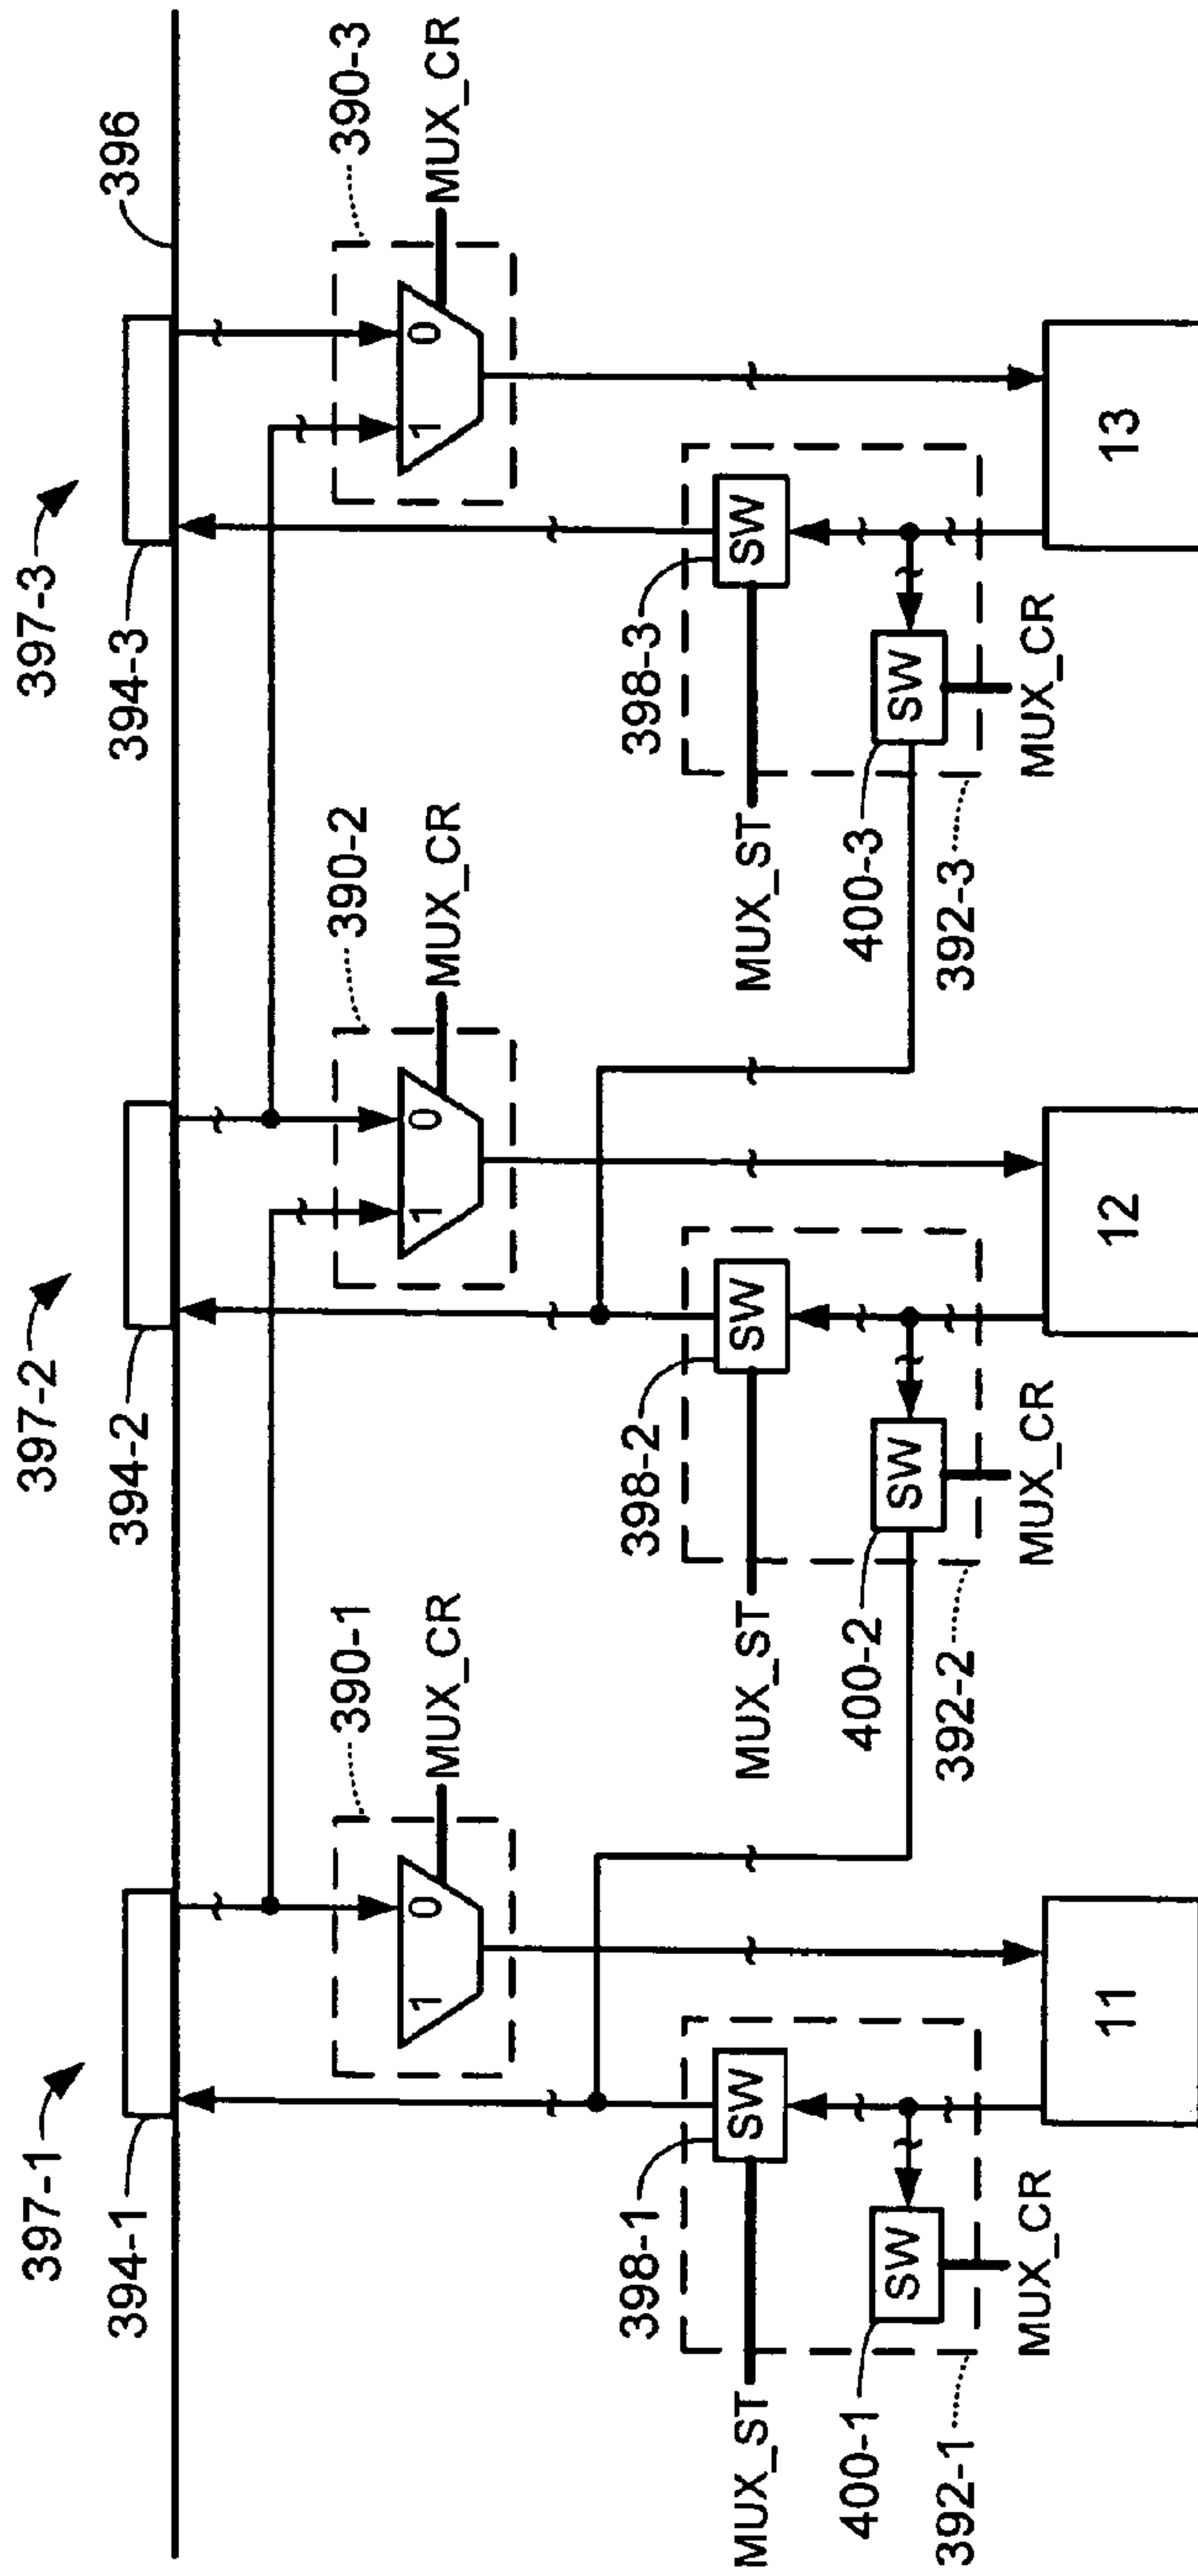 397-1
397-2
397-3
394-1
394-2
394-3
396
390-1
390-2
390-3
MUX_CR
MUX_CR
MUX_CR
1
0
1
0
1
0
398-1
398-2
398-3
MUX_ST
SW
MUX_ST
SW
MUX_ST
SW
400-1
SW
400-2
SW
400-3
SW
392-1
392-2
392-3
MUX_CR
MUX_CR
MUX_CR
11
12
13